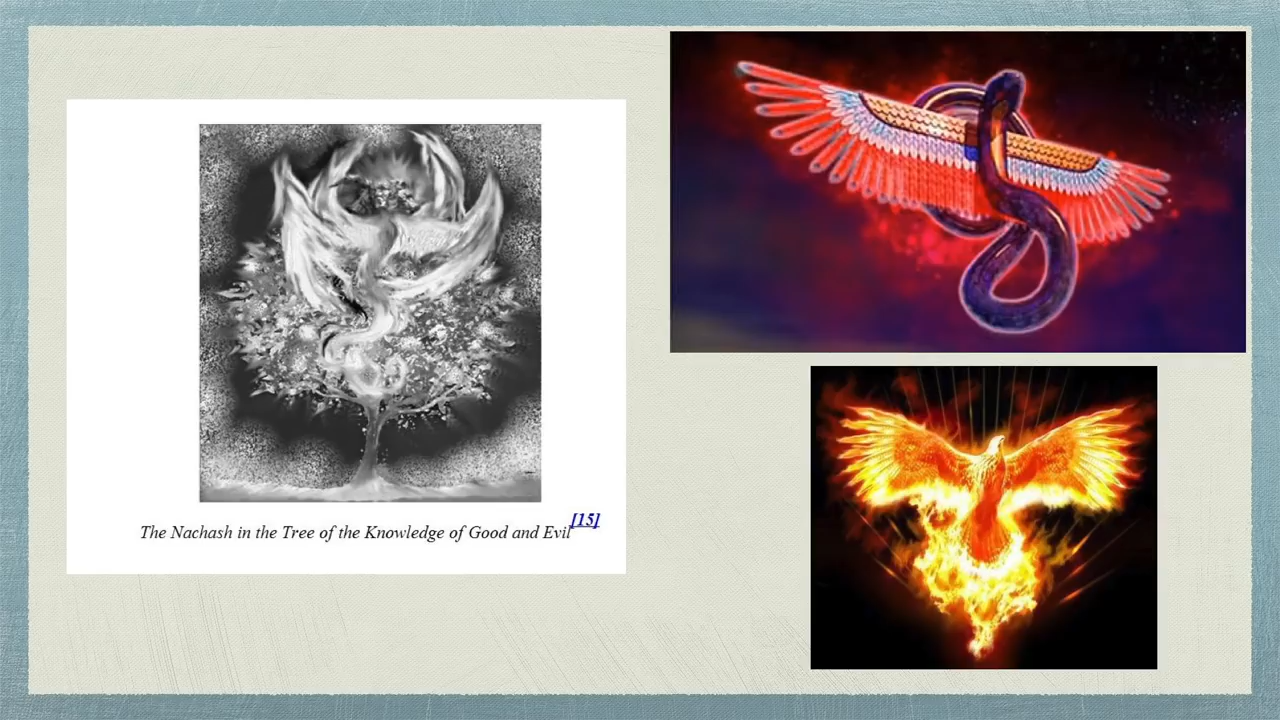 The Nachash in the Tree of the Knowledge of Good and Evil[15]